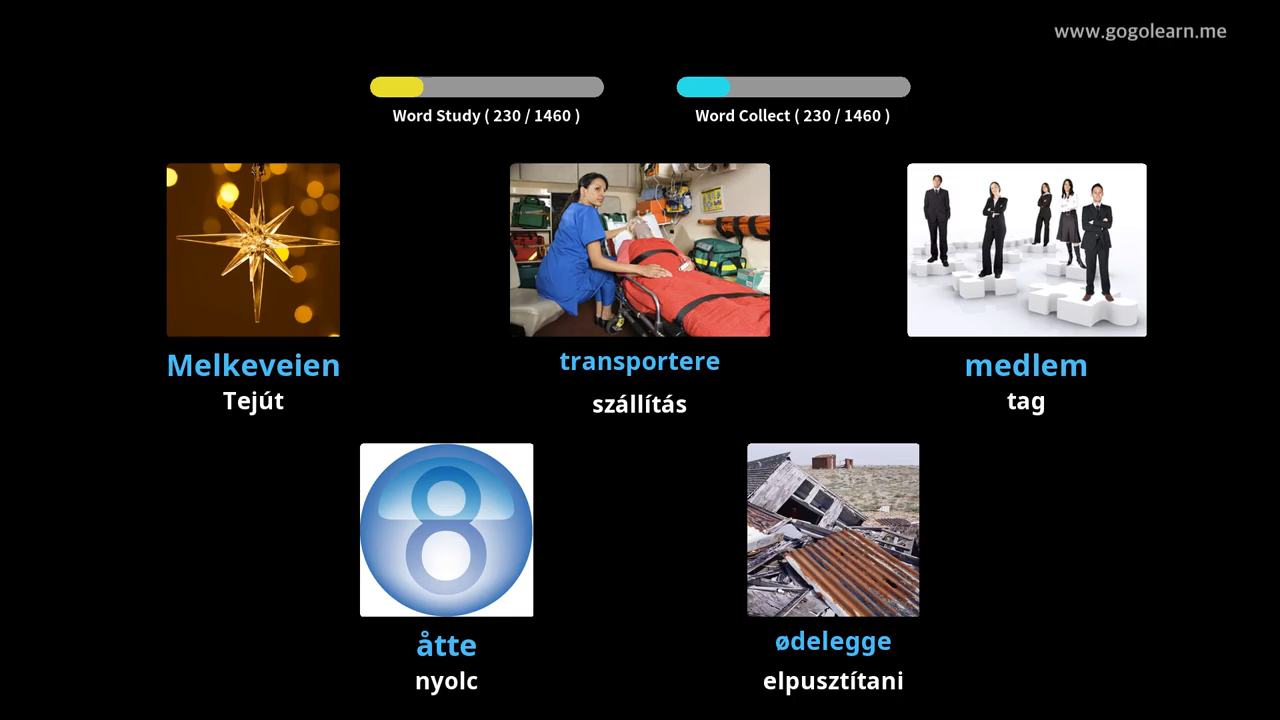 www.gogolearn.me
Word Study ( 230 / 1460 )
Word Collect ( 230 / 1460 )
Melkeveien
Tejút
transportere
szállítás
medlem
tag
8
åtte
nyolc
ødelegge
elpusztítani